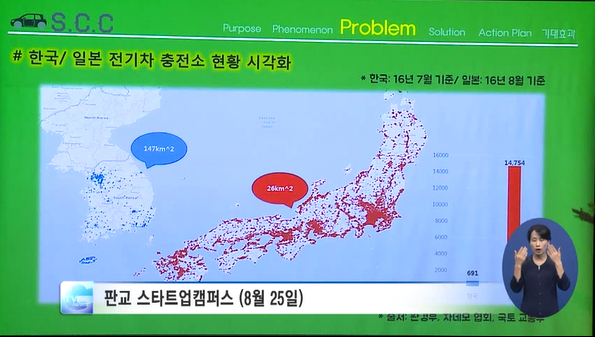 S.C.C
Purpose Phenomenon Problem Solution Action Plan 기대효과
# 한국/ 일본 전기차 충전소 현황 시각화
* 한국: 16년 7월 기준/ 일본: 16년 8월 기준
147km^2
26km^2
16000
14,754
14000
12000
10000
8000
6000
4000
2000
691
판교 스타트업캠퍼스 (8월 25일)
* 출처: 환경부, 차데모 협회, 국토 교통부